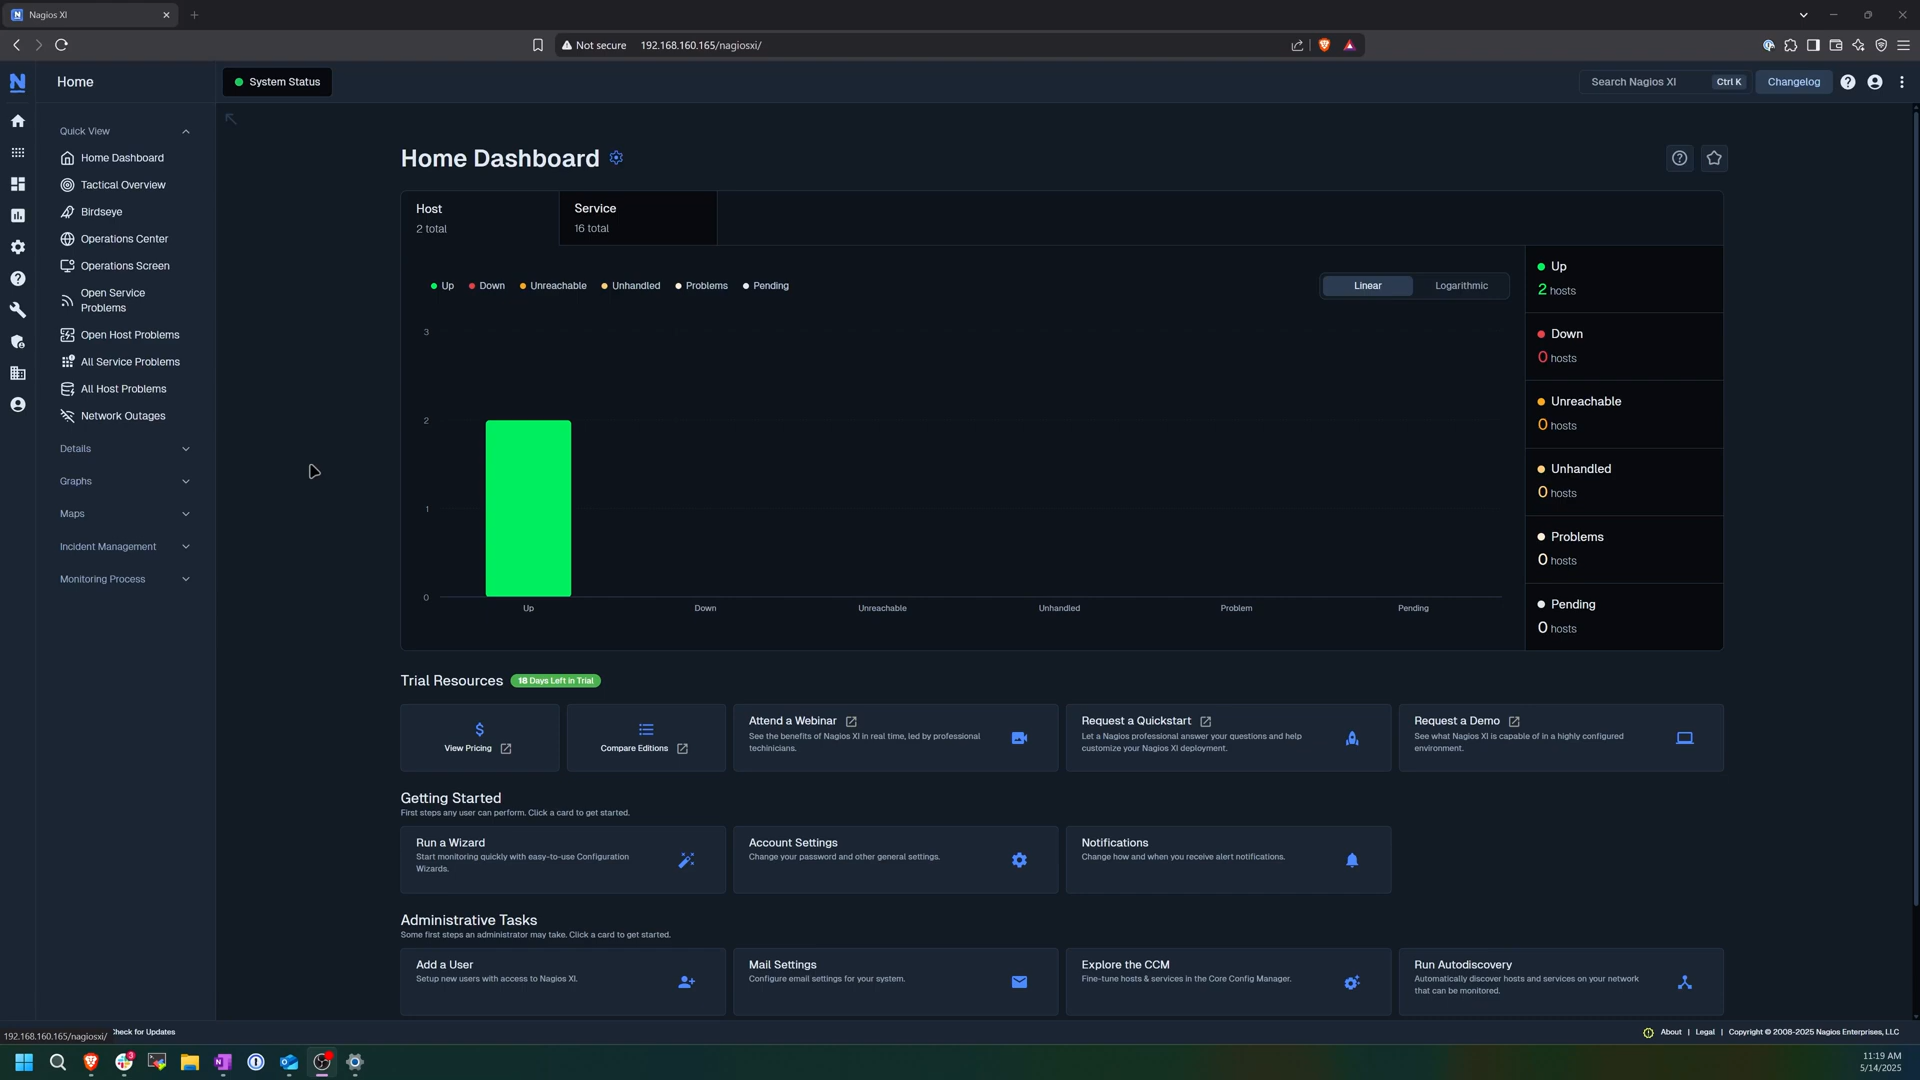 Nagios XI
Not secure
192.168.160.165/nagiosxi/
Home
System Status
Search Nagios XI
Ctrl K
Changelog
Quick View
Home Dashboard
Tactical Overview
Birdseye
Operations Center
Operations Screen
Open Service
Problems
Open Host Problems
All Service Problems
All Host Problems
Network Outages
Details
Graphs
Maps
Incident Management
Monitoring Process
Home Dashboard
Host
2 total
Service
16 total
Up
Down
Unreachable
Unhandled
Problems
Pending
Linear
Logarithmic
3
2
1
0
Up
Down
Unreachable
Unhandled
Problem
Pending
Up
2 hosts
Down
0 hosts
Unreachable
0 hosts
Unhandled
0 hosts
Problems
0 hosts
Pending
0 hosts
Trial Resources
18 Days Left in Trial
View Pricing
Compare Editions
Attend a Webinar
See the benefits of Nagios XI in real time, led by professional
techinicians.
Request a Quickstart
Let a Nagios professional answer your questions and help
customize your Nagios XI deployment.
Request a Demo
See what Nagios XI is capable of in a highly configured
environment.
Getting Started
First steps any user can perform. Click a card to get started.
Run a Wizard
Start monitoring quickly with easy-to-use Configuration
Wizards.
Account Settings
Change your password and other general settings.
Notifications
Change how and when you receive alert notifications.
Administrative Tasks
Some first steps an administrator may take. Click a card to get started.
Add a User
Setup new users with access to Nagios XI.
Mail Settings
Configure email settings for your system.
Explore the CCM
Fine-tune hosts & services in the Core Config Manager.
Run Autodiscovery
Automatically discover hosts and services on your network
that can be monitored.
192.168.160.165/nagiosxi/
Check for Updates
About | Legal | Copyright © 2008-2025 Nagios Enterprises, LLC
3
11:19 AM
5/14/2025